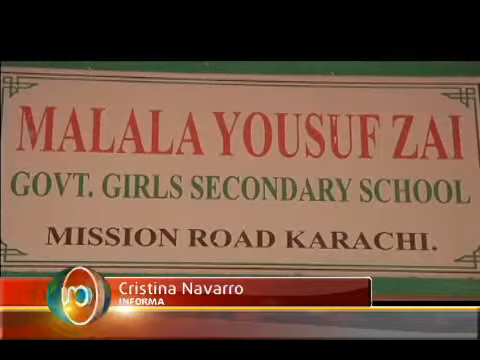 MALALA YOUSUF ZAI
GOVT. GIRLS SECONDARY SCHOOL
MISSION ROAD KARACHI.
Cristina Navarro
INFORMA